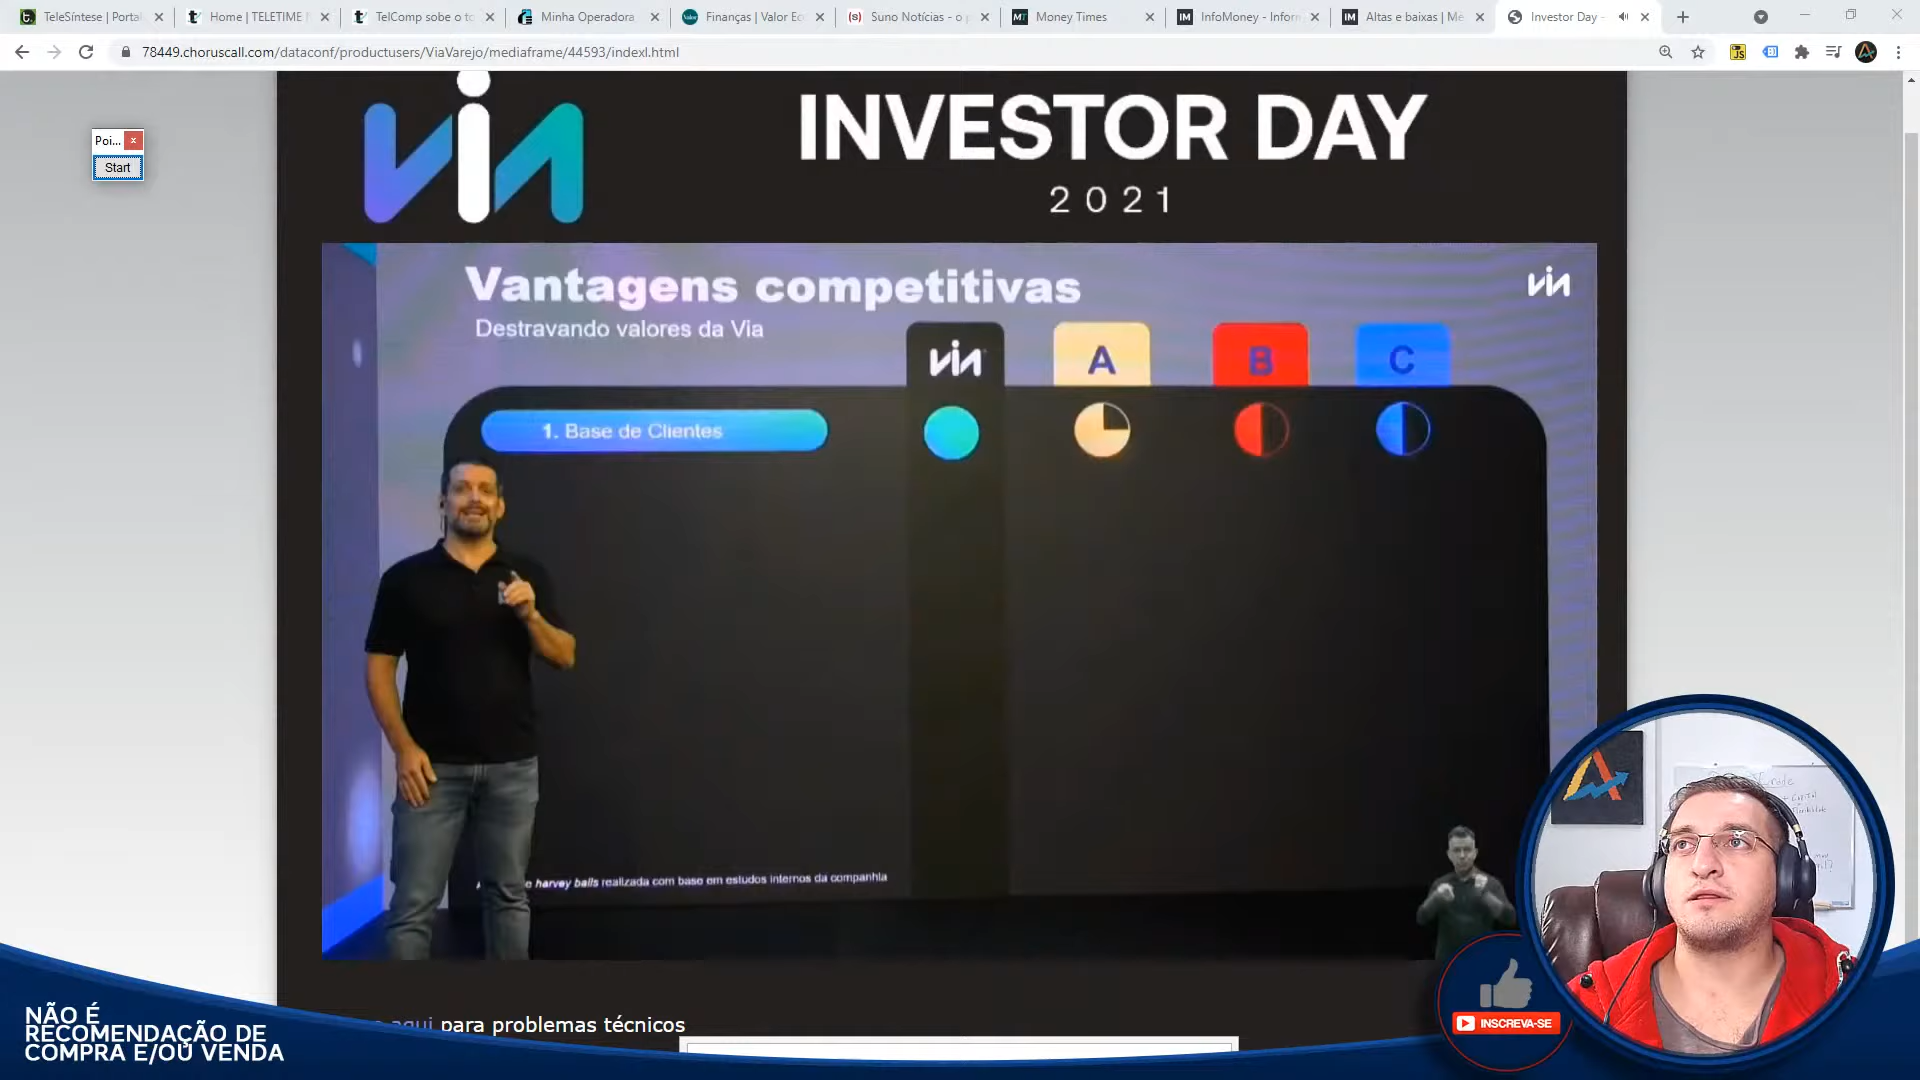 TeleSíntese | Portal
Home | TELETIME N
TelComp sobe o to
Minha Operadora
Finanças | Valor Ec
Suno Notícias - o p
Money Times
InfoMoney - Inform
Altas e baixas | Me
Investor Day -
78449.choruscall.com/dataconf/productusers/ViaVarejo/mediaframe/44593/indexl.html
Poi...
Start
via
INVESTOR DAY
2021
Vantagens competitivas
via
Destravando valores da Via
via
A
B
C
1. Base de Clientes
harvey balls realizada com base em estudos internos da companhia
aqui para problemas técnicos
NÃO É
RECOMENDAÇÃO DE
COMPRA E/OU VENDA
INSCREVA-SE